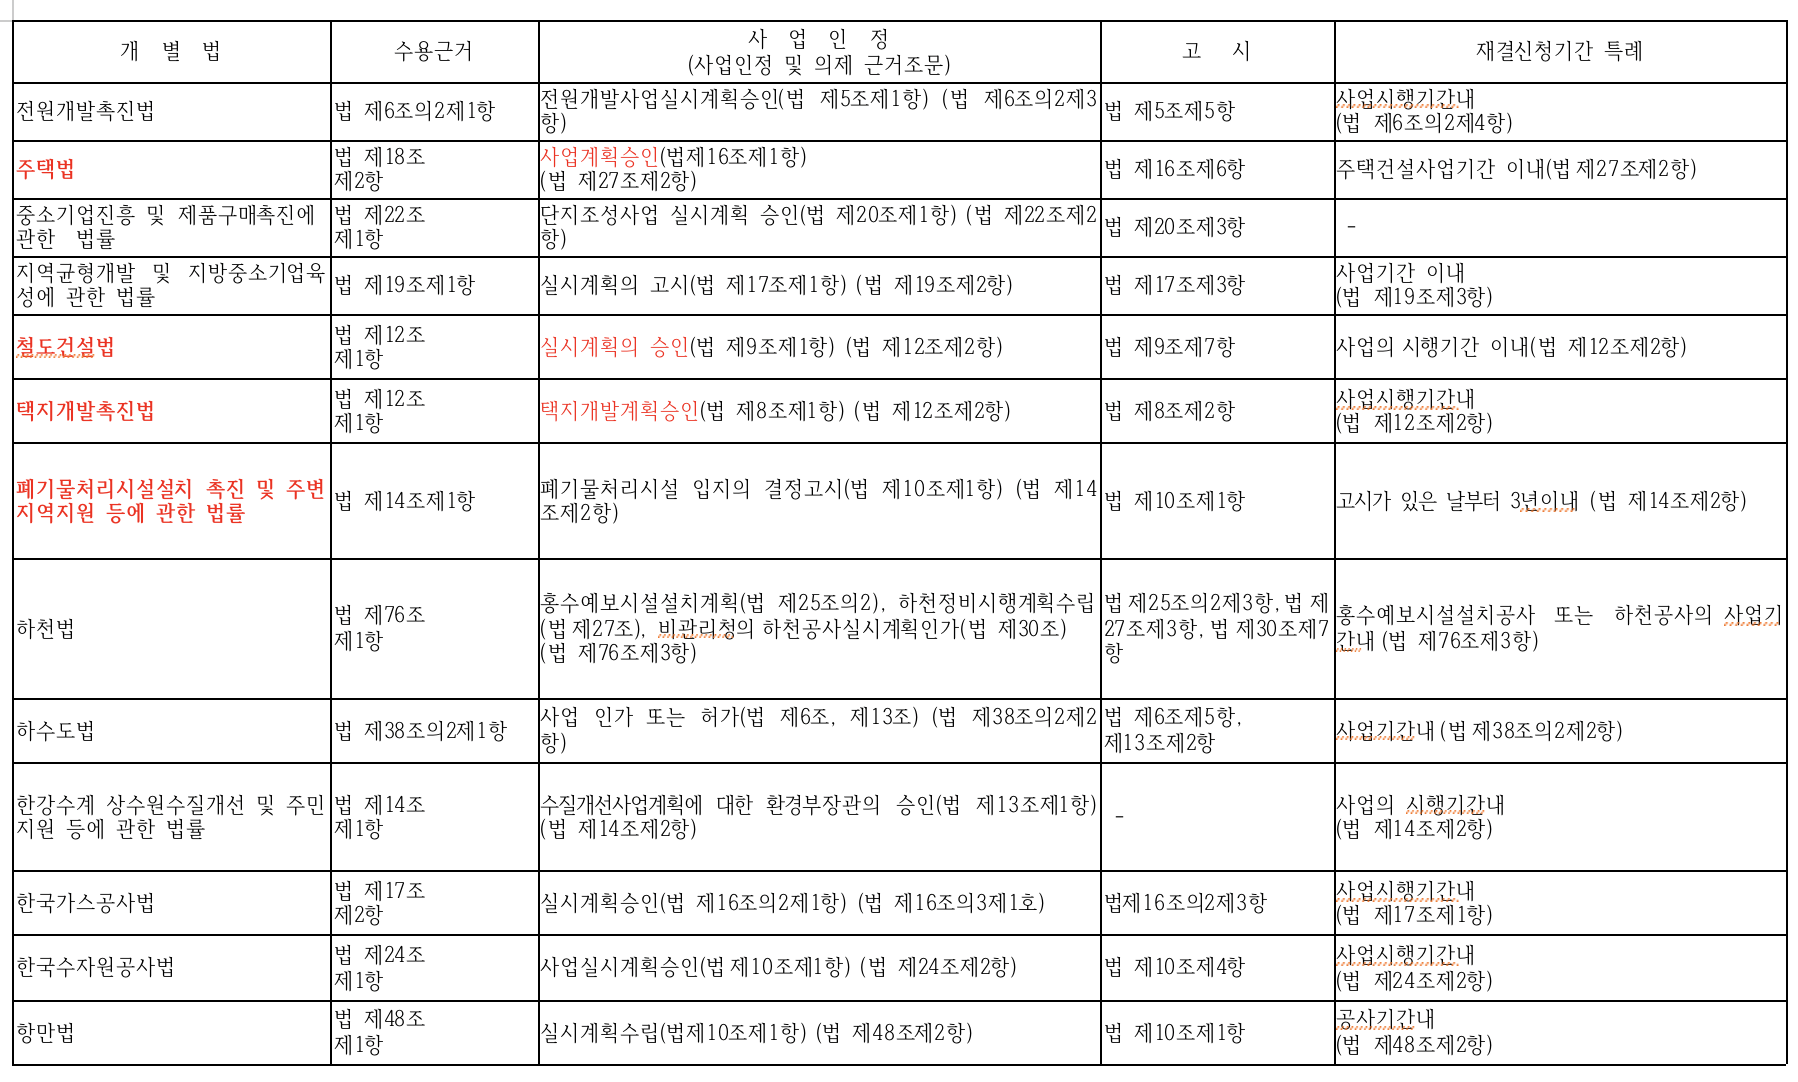 개 별 법
수용근거
사 업 인 정
(사업인정 및 의제 근거조문)
고 시
재결신청기간 특례
전원개발촉진법
법 제6조의2제1항
전원개발사업실시계획승인(법 제5조제1항) (법 제6조의2제3
항)
법 제5조제5항
사업시행기간내
(법 제6조의2제4항)
주택법
법 제18조
제2항
사업계획승인(법제16조제1항)
(법 제27조제2항)
법 제16조제6항
주택건설사업기간 이내(법 제27조제2항)
중소기업진흥 및 제품구매촉진에
관한 법률
법 제22조
제1항
단지조성사업 실시계획 승인(법 제20조제1항) (법 제22조제2
항)
법 제20조제3항
-
지역균형개발 및 지방중소기업육
성에 관한 법률
법 제19조제1항
실시계획의 고시(법 제17조제1항) (법 제19조제2항)
법 제17조제3항
사업기간 이내
(법 제19조제3항)
철도건설법
법 제12조
제1항
실시계획의 승인(법 제9조제1항) (법 제12조제2항)
법 제9조제7항
사업의 시행기간 이내(법 제12조제2항)
택지개발촉진법
법 제12조
제1항
택지개발계획승인(법 제8조제1항) (법 제12조제2항)
법 제8조제2항
사업시행기간내
(법 제12조제2항)
폐기물처리시설설치 촉진 및 주변
지역지원 등에 관한 법률
법 제14조제1항
폐기물처리시설 입지의 결정고시(법 제10조제1항) (법 제14
조제2항)
법 제10조제1항
고시가 있은 날부터 3년이내 (법 제14조제2항)
하천법
법 제76조
제1항
홍수예보시설설치계획(법 제25조의2), 하천정비시행계획수립
(법 제27조), 비관리청의 하천공사실시계획인가(법 제30조)
(법 제76조제3항)
법 제25조의2제3항, 법 제
27조제3항, 법 제30조제7
항
홍수예보시설설치공사 또는 하천공사의 사업기
간내 (법 제76조제3항)
하수도법
법 제38조의2제1항
사업 인가 또는 허가(법 제6조, 제13조) (법 제38조의2제2
항)
법 제6조제5항,
제13조제2항
사업기간내 (법 제38조의2제2항)
한강수계 상수원수질개선 및 주민
지원 등에 관한 법률
법 제14조
제1항
수질개선사업계획에 대한 환경부장관의 승인(법 제13조제1항)
(법 제14조제2항)
-
사업의 시행기간내
(법 제14조제2항)
한국가스공사법
법 제17조
제2항
실시계획승인(법 제16조의2제1항) (법 제16조의3제1호)
법제16조의2제3항
사업시행기간내
(법 제17조제1항)
한국수자원공사법
법 제24조
제1항
사업실시계획승인(법 제10조제1항) (법 제24조제2항)
법 제10조제4항
사업시행기간내
(법 제24조제2항)
항만법
법 제48조
제1항
실시계획수립(법제10조제1항) (법 제48조제2항)
법 제10조제1항
공사기간내
(법 제48조제2항)